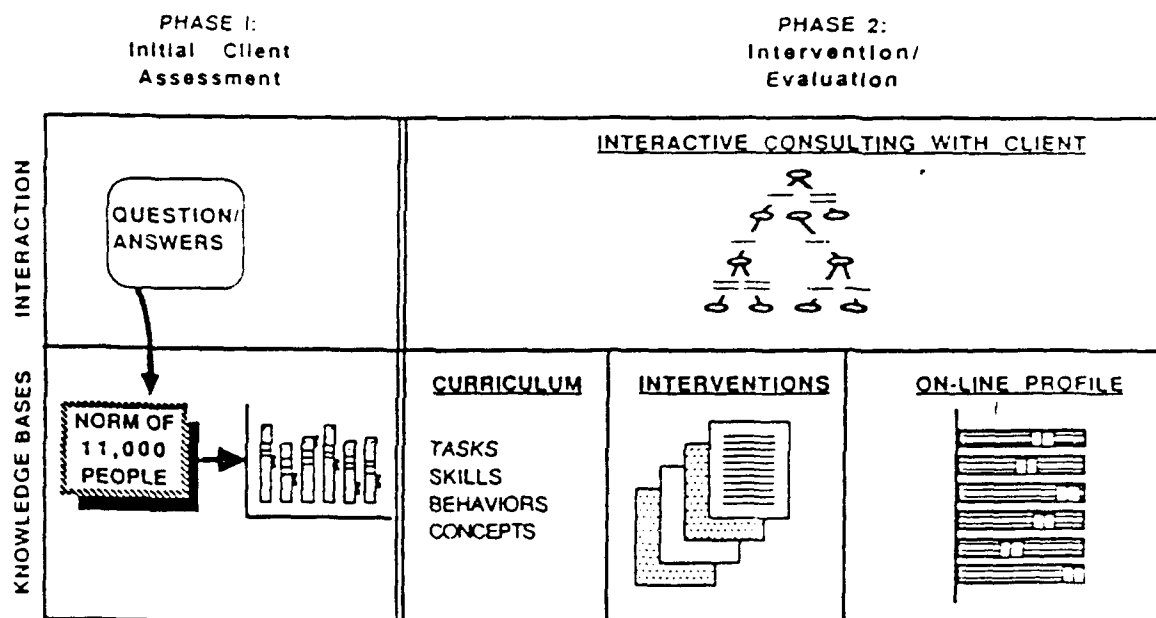 PHASE 1:
Initial Client
Assessment
PHASE 2:
Intervention/
Evaluation
INTERACTION
QUESTION/
ANSWERS
INTERACTIVE CONSULTING WITH CLIENT
KNOWLEDGE BASES
NORM OF
11,000
PEOPLE
CURRICULUM
TASKS
SKILLS
BEHAVIORS
CONCEPTS
INTERVENTIONS
ON-LINE PROFILE